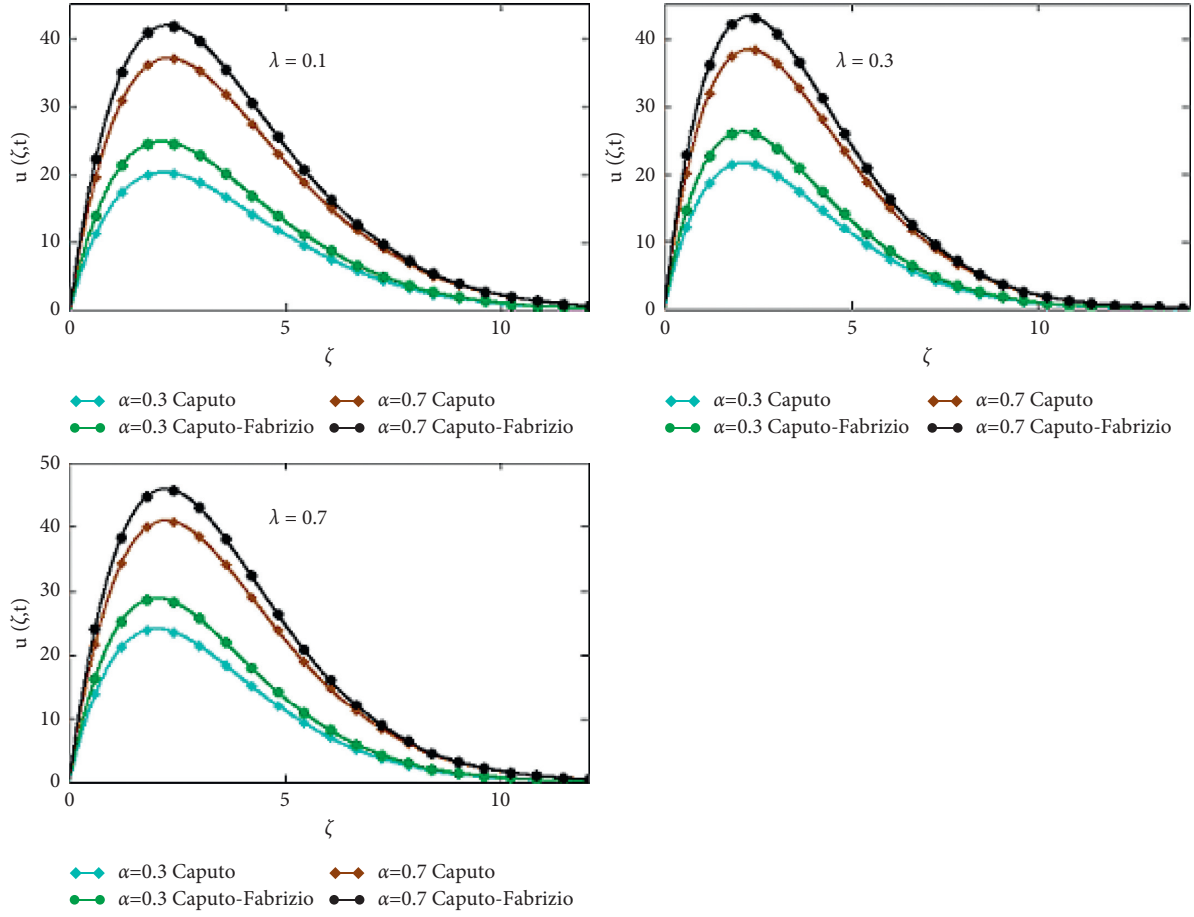 40
30
20
10
0
u (ζ,t)
λ = 0.1
0 5 10
ζ
α=0.3 Caputo
α=0.3 Caputo-Fabrizio
α=0.7 Caputo
α=0.7 Caputo-Fabrizio
40
30
20
10
0
u (ζ,t)
λ = 0.3
0 5 10
ζ
α=0.3 Caputo
α=0.3 Caputo-Fabrizio
α=0.7 Caputo
α=0.7 Caputo-Fabrizio
50
40
30
20
10
0
u (ζ,t)
λ = 0.7
0 5 10
ζ
α=0.3 Caputo
α=0.3 Caputo-Fabrizio
α=0.7 Caputo
α=0.7 Caputo-Fabrizio